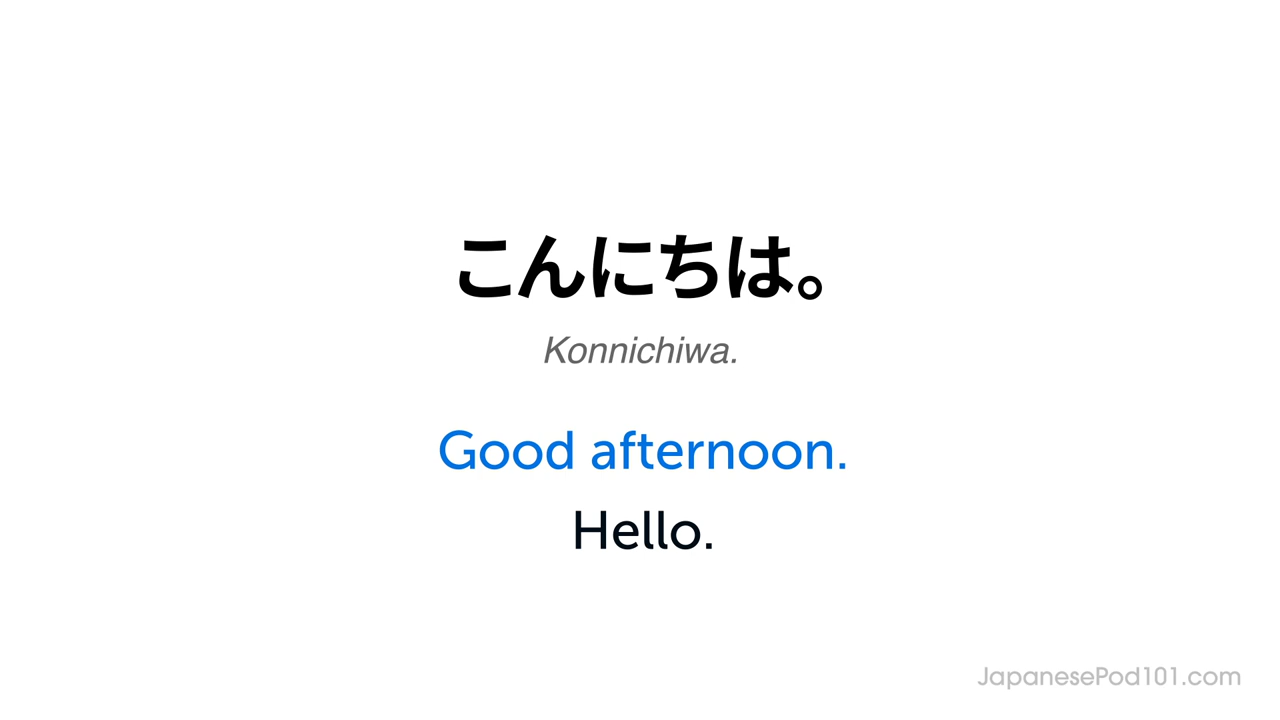 こんにちは。
Konnichiwa.
Good afternoon.
Hello.
JapanesePod101.com